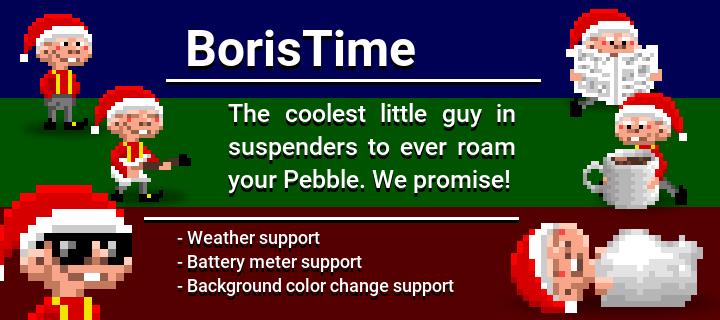 BorisTime
The coolest little guy in
suspenders to ever roam
your Pebble. We promise!
- Weather support
- Battery meter support
- Background color change support